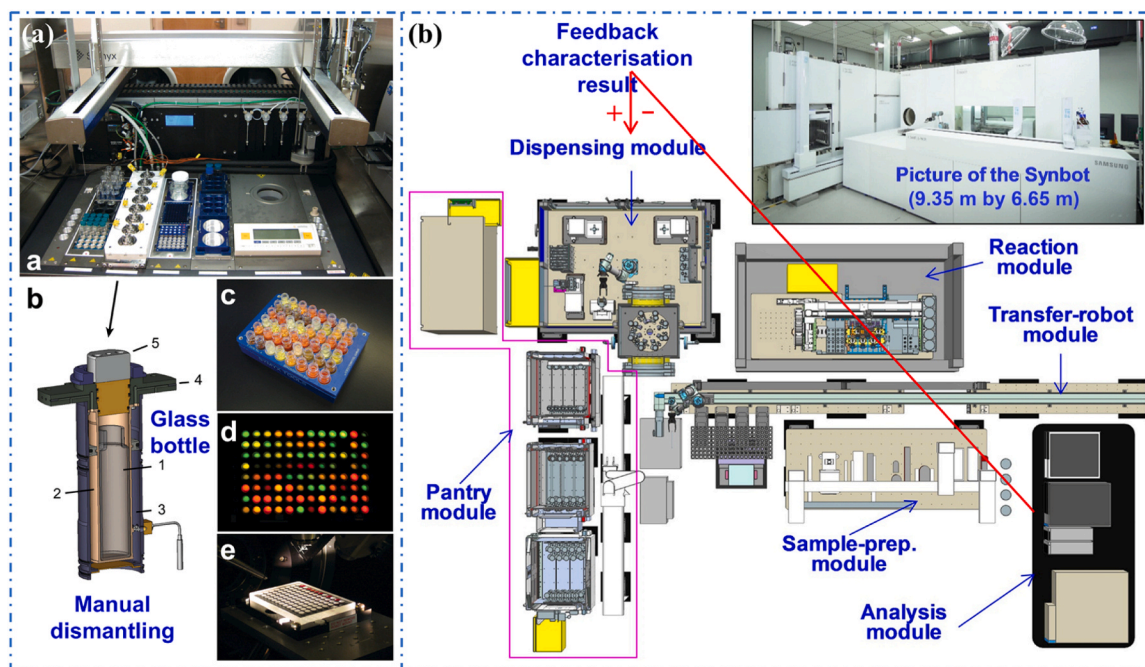 (a)
a
b
5
4
Glass
bottle
1
2
3
Manual
dismantling
c
d
e
(b)
Feedback
characterisation
result
+ -
Dispensing module
SAMSUNG
Picture of the Synbot
(9.35 m by 6.65 m)
Reaction
module
Transfer-robot
module
Pantry
module
Sample-prep.
module
Analysis
module